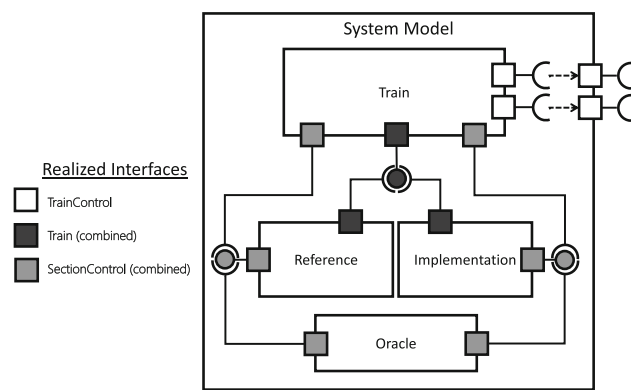 System Model
Train
Realized Interfaces
TrainControl
Train (combined)
SectionControl (combined)
Reference
Implementation
Oracle